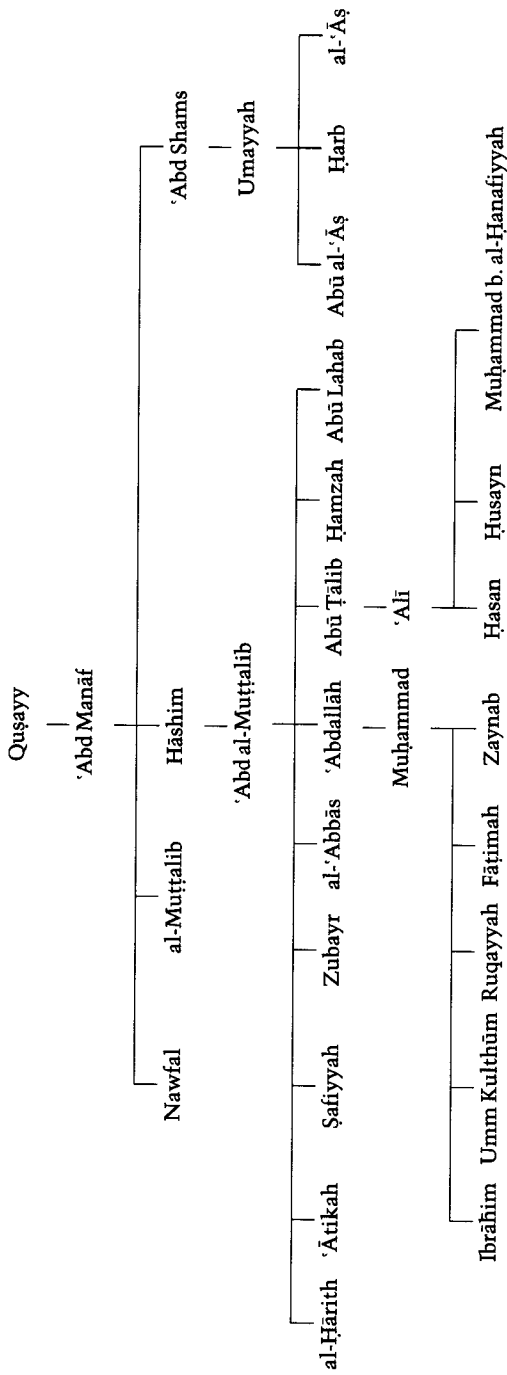 Quṣayy
ʿAbd Manāf
Nawfal al-Muṭṭalib Hāshim ʿAbd Shams
ʿAbd al-Muṭṭalib Umayyah
al-Ḥārith ʿĀtikah Ṣafiyyah Zubayr al-ʿAbbās ʿAbdallāh Abū Ṭālib Ḥamzah Abū Lahab Abū al-ʿĀṣ Ḥarb al-ʿĀṣ
Muḥammad ʿAlī
Ibrāhīm Umm Kulthūm Ruqayyah Fāṭimah Zaynab Ḥasan Ḥusayn Muḥammad b. al-Ḥanafiyyah